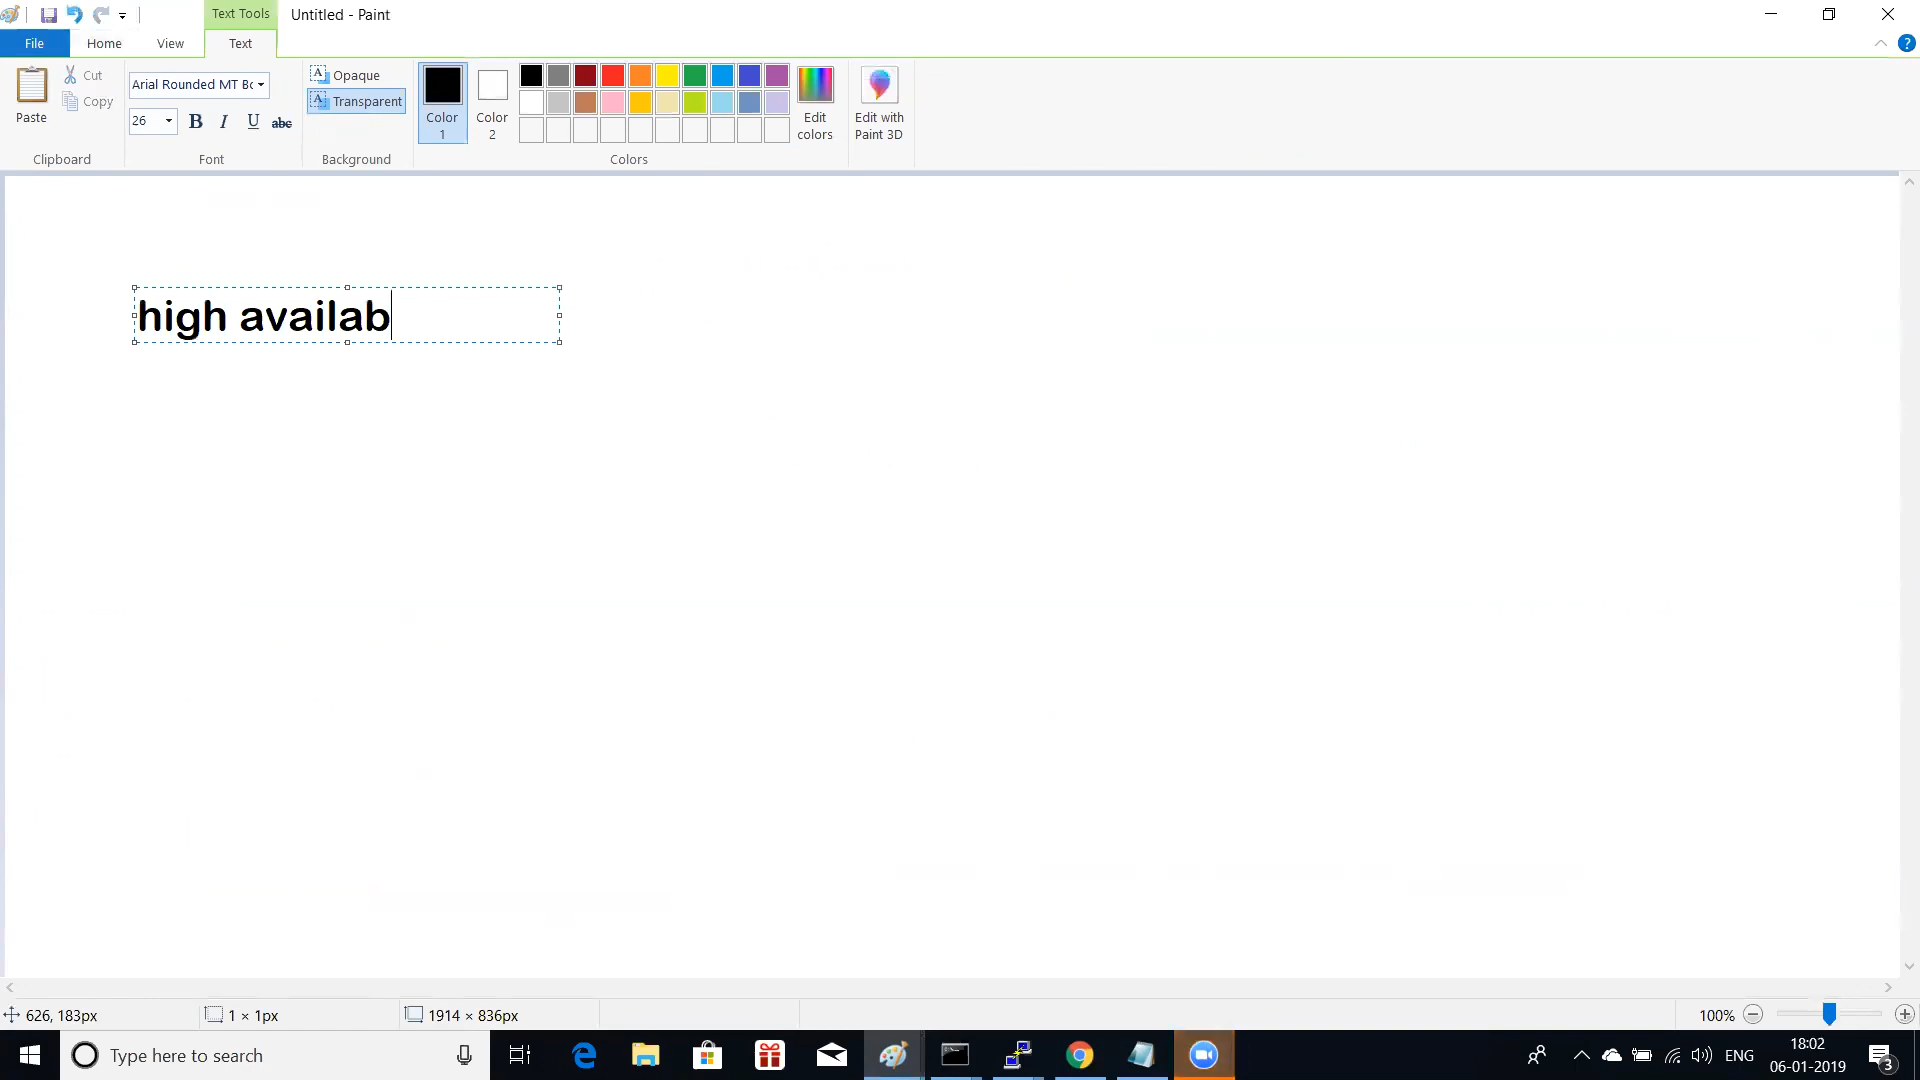 Text Tools
Untitled - Paint
File
Home
View
Text
Paste
Cut
Copy
Clipboard
Arial Rounded MT Bo
26
B I U abc
Font
Opaque
Transparent
Background
Color 1
Color 2
Colors
Edit colors
Edit with Paint 3D
high availab
626, 183px
1 × 1px
1914 × 836px
100%
Type here to search
ENG
18:02
06-01-2019
3